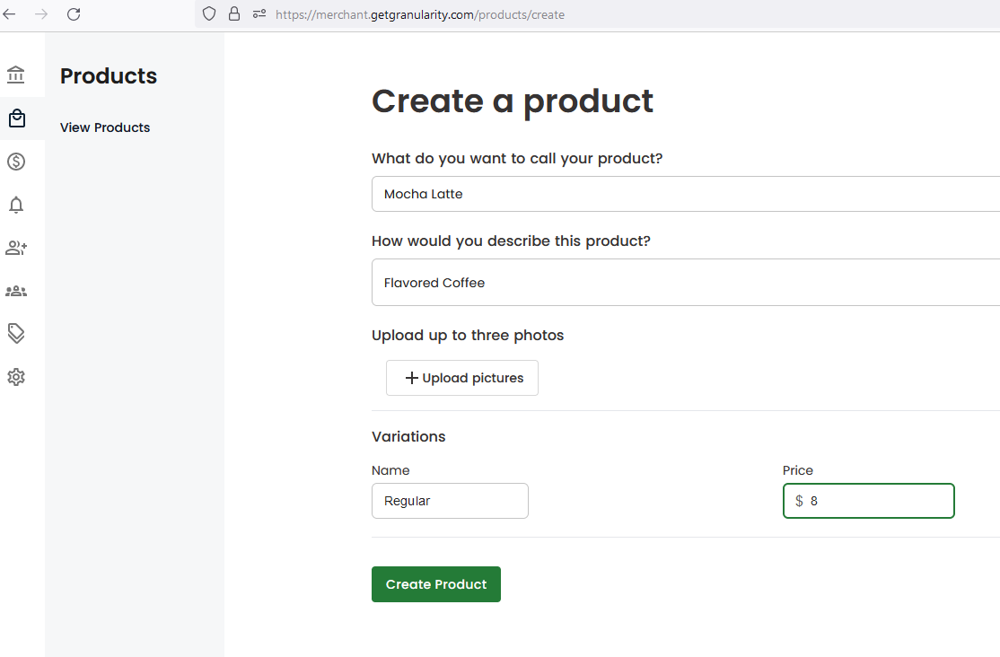 https://merchant.getgranularity.com/products/create
Products
View Products
Create a product
What do you want to call your product?
Mocha Latte
How would you describe this product?
Flavored Coffee
Upload up to three photos
+ Upload pictures
Variations
Name
Price
Regular
$ 8
Create Product